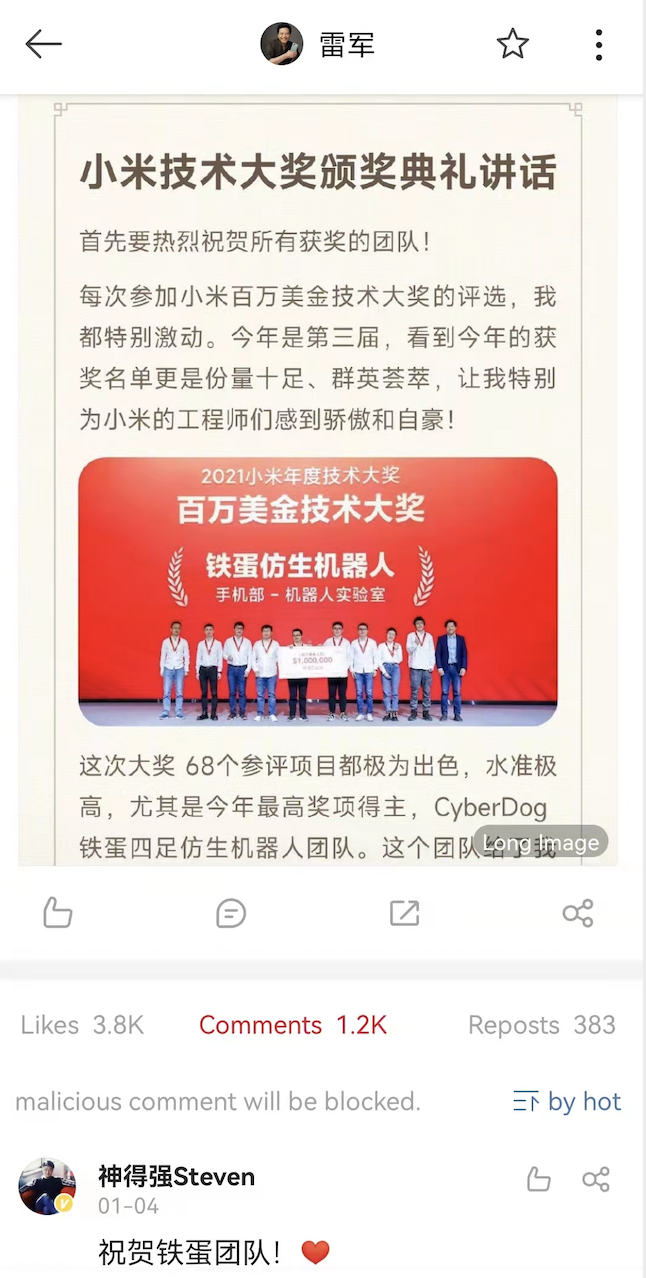 雷军
小米技术大奖颁奖典礼讲话
首先要热烈祝贺所有获奖的团队！
每次参加小米百万美金技术大奖的评选，我
都特别激动。今年是第三届，看到今年的获
奖名单更是份量十足、群英荟萃，让我特别
为小米的工程师们感到骄傲和自豪！
2021小米年度技术大奖
百万美金技术大奖
铁蛋仿生机器人
手机部－机器人实验室
$1,000,000
这次大奖 68个参评项目都极为出色，水准极
高，尤其是今年最高奖项得主，CyberDog
铁蛋四足仿生机器人团队。这个团队给了我
Long Image
Likes 3.8K Comments 1.2K Reposts 383
malicious comment will be blocked. by hot
神得强Steven
01-04
祝贺铁蛋团队！